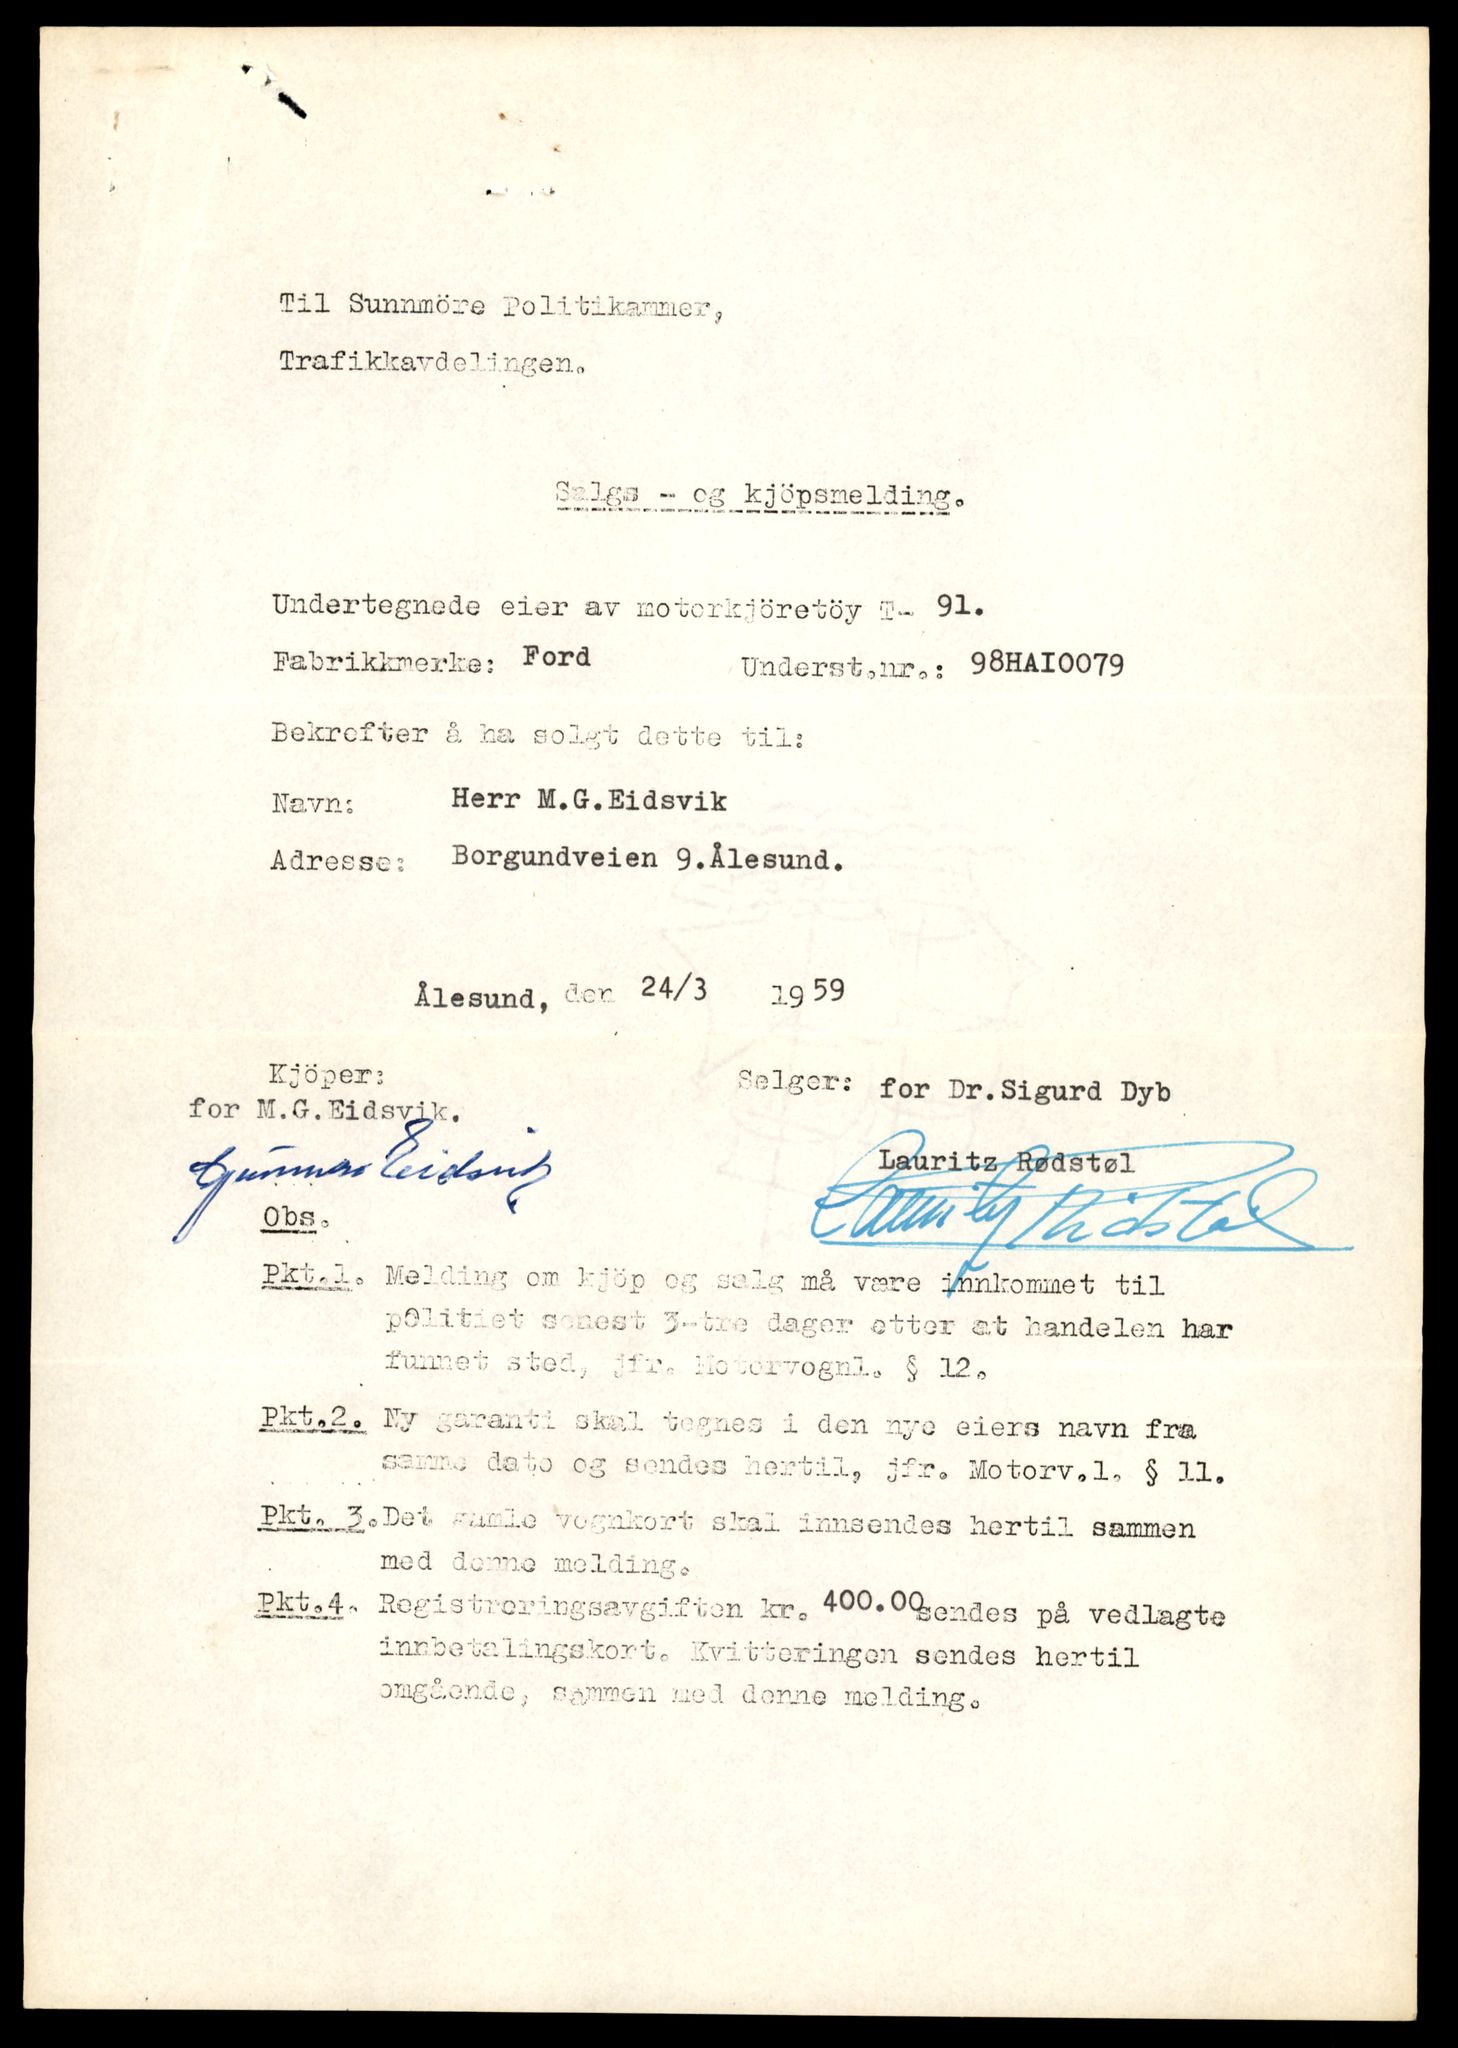 Til Sunnmöre Politikammer,
Trafikkavdelingen.
Salgs - og kjöpsmelding.
Undertegnede eier av motorkjöretöy T- 91.
Fabrikkmerke: Ford Underst.nr.: 98HAI0079
Bekrefter å ha solgt dette til:
Navn: Herr M.G.Eidsvik
Adresse: Borgundveien 9.Ålesund.
Ålesund, den 24/3 1959
Kjöper: Selger: for Dr.Sigurd Dyb
for M.G.Eidsvik.
Gunnar Eidsvik Lauritz Rødstøl
Lauritz Rødstøl
Obs.
Pkt.1. Melding om kjöp og salg må være innkommet til
politiet senest 3-tre dager etter at handelen har
funnet sted, jfr. Motorvognl. § 12.
Pkt.2. Ny garanti skal tegnes i den nye eiers navn fra
samme dato og sendes hertil, jfr. Motorv.l. § 11.
Pkt. 3. Det gamle vognkort skal innsendes hertil sammen
med denne melding.
Pkt.4. Registreringsavgiften kr. 400.00 sendes på vedlagte
innbetalingskort. Kvitteringen sendes hertil
omgående, sammen med denne melding.